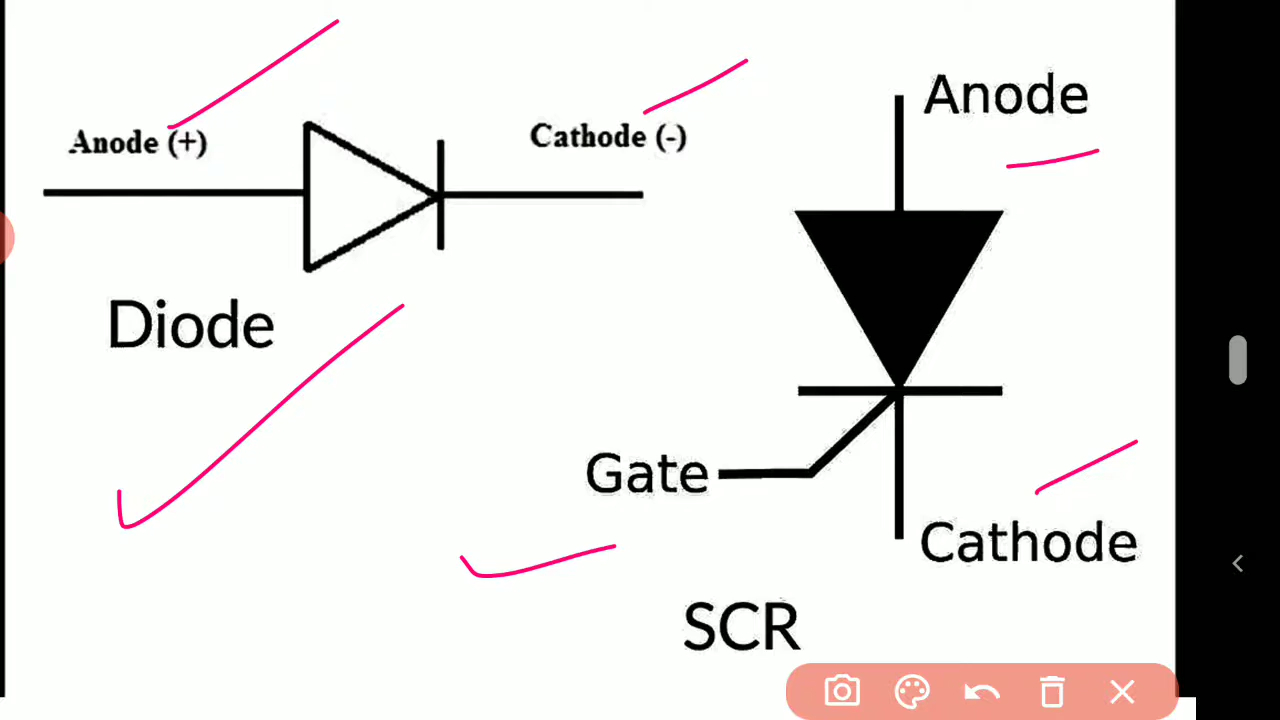 Anode (+)
Cathode (-)
Diode
Anode
Gate
Cathode
SCR